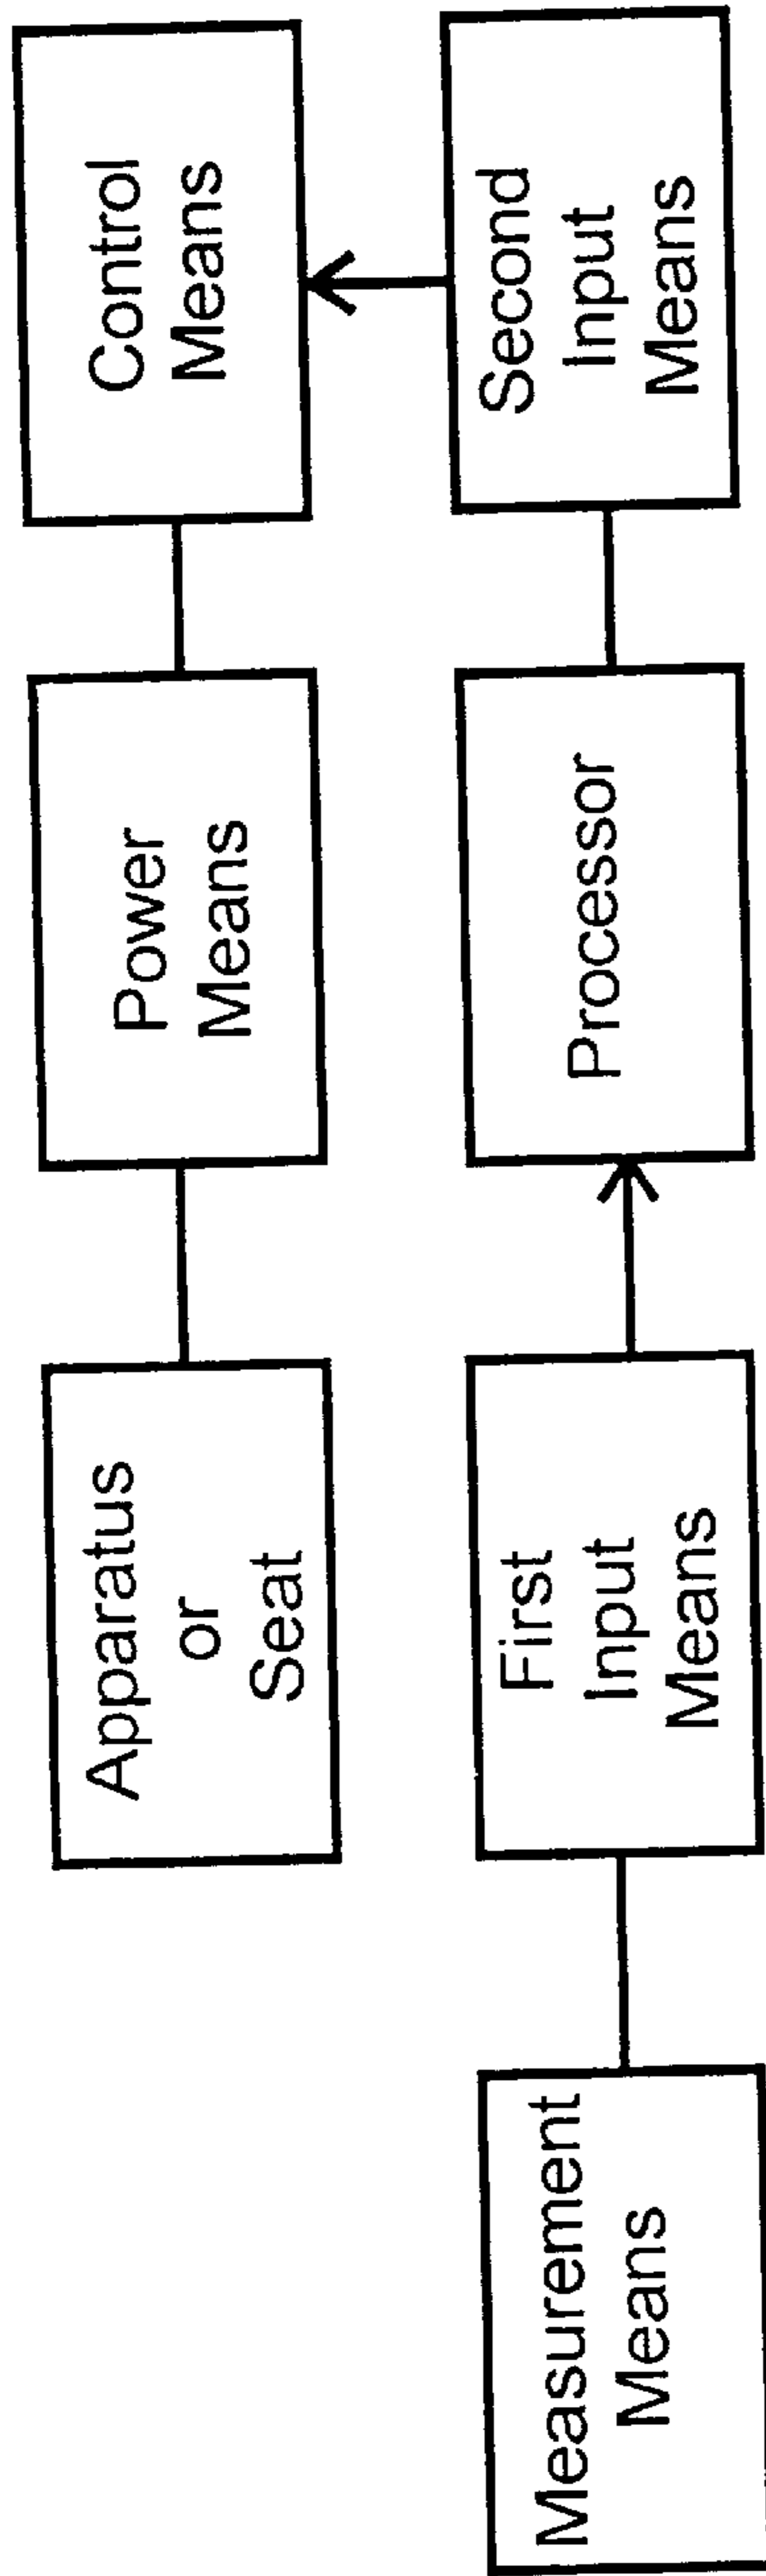 Apparatus
or
Seat
Power
Means
Control
Means
Measurement
Means
First
Input
Means
Processor
Second
Input
Means